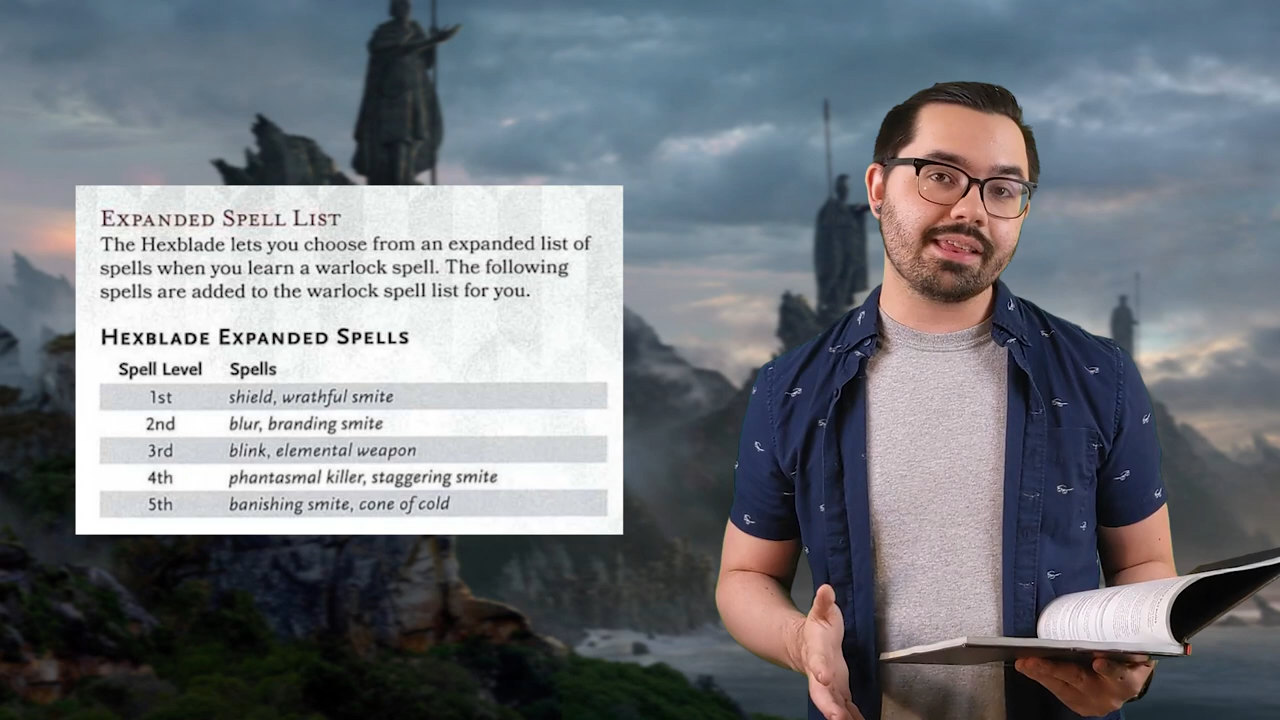 EXPANDED SPELL LIST
The Hexblade lets you choose from an expanded list of
spells when you learn a warlock spell. The following
spells are added to the warlock spell list for you.
HEXBLADE EXPANDED SPELLS
Spell Level Spells
1st shield, wrathful smite
2nd blur, branding smite
3rd blink, elemental weapon
4th phantasmal killer, staggering smite
5th banishing smite, cone of cold